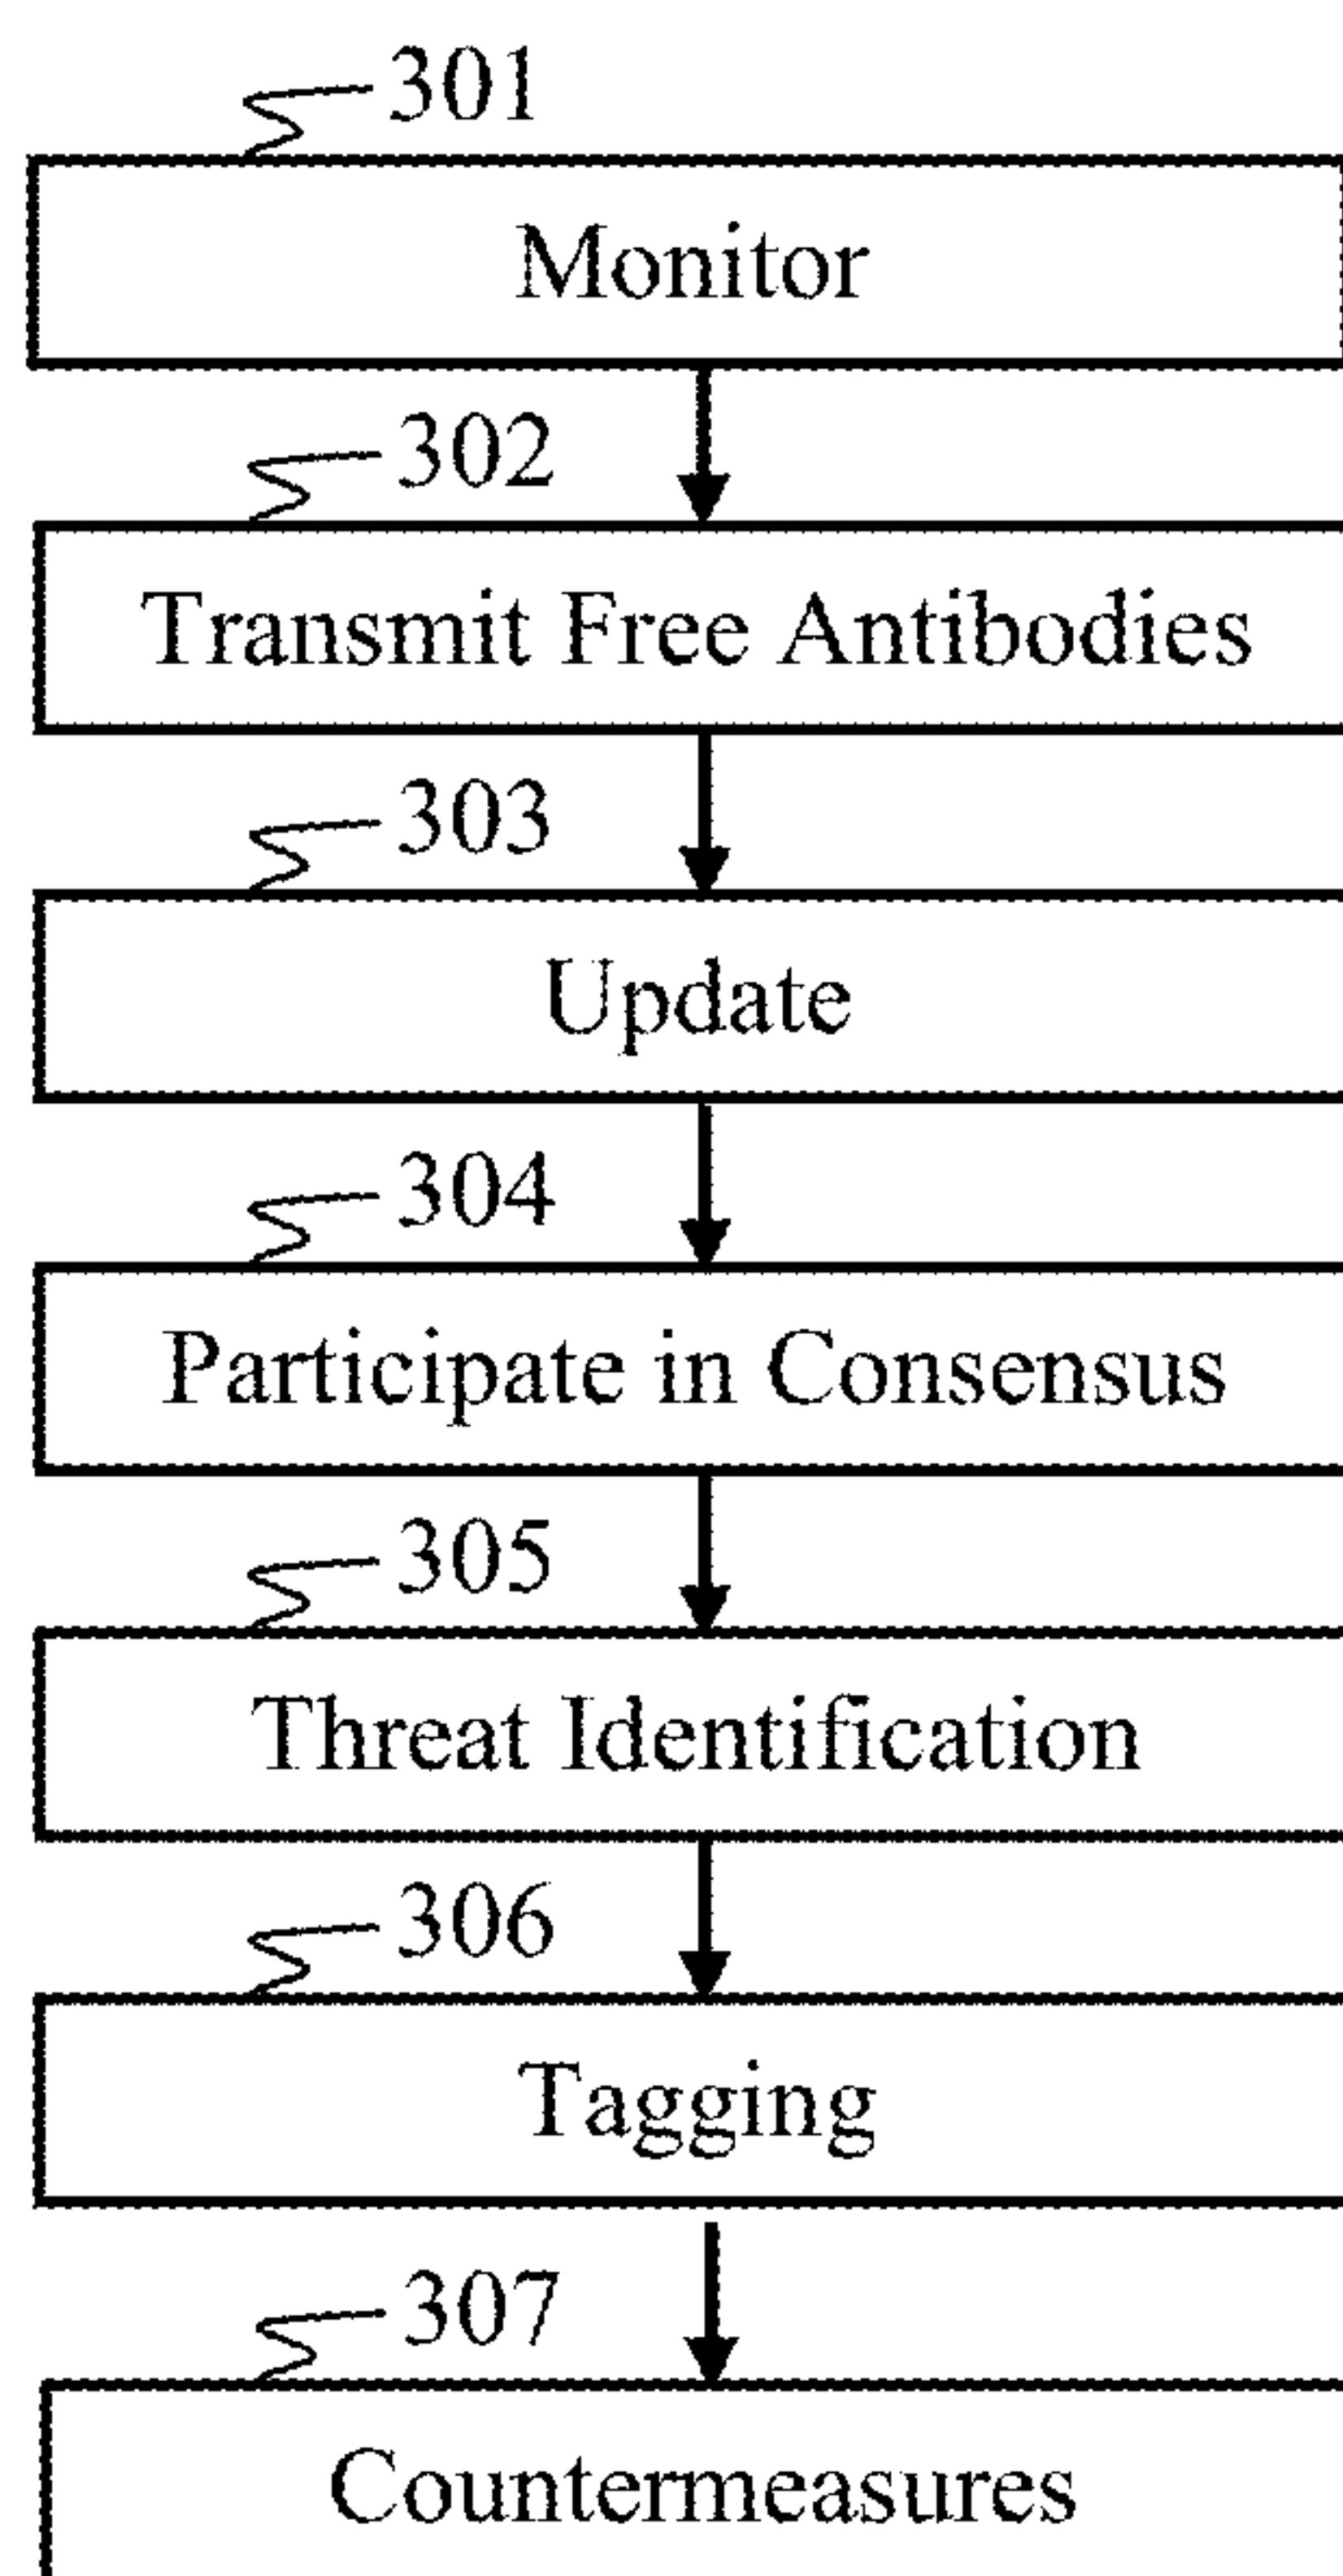 301
Monitor
302
Transmit Free Antibodies
303
Update
304
Participate in Consensus
305
Threat Identification
306
Tagging
307
Countermeasures